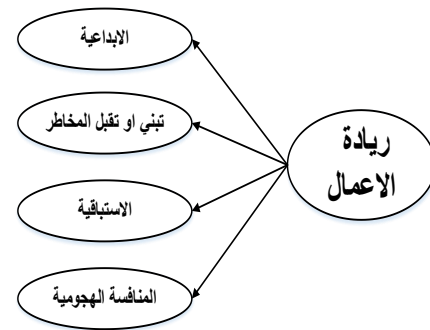 ريادة
الاعمال
الابداعية
تبني او تقبل المخاطر
الاستباقية
المنافسة الهجومية